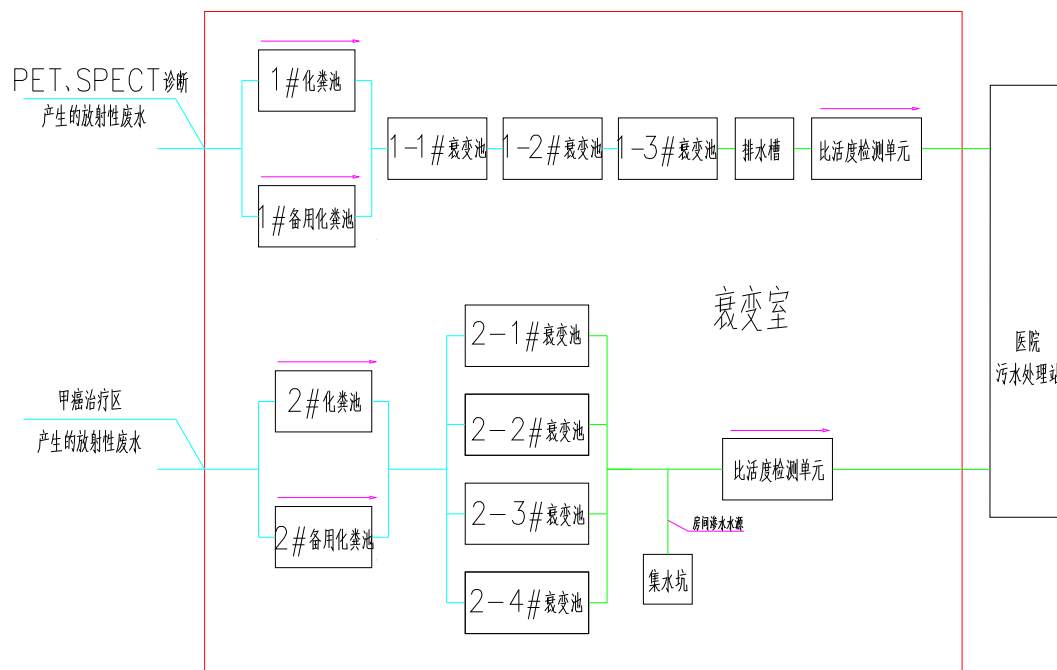 PET、SPECT诊断
产生的放射性废水
1#化粪池
1#备用化粪池
1-1#衰变池
1-2#衰变池
1-3#衰变池
排水槽
比活度检测单元
衰变室
医院
污水处理站
甲癌治疗区
产生的放射性废水
2#化粪池
2#备用化粪池
2-1#衰变池
2-2#衰变池
2-3#衰变池
2-4#衰变池
比活度检测单元
房间渗水水源
集水坑